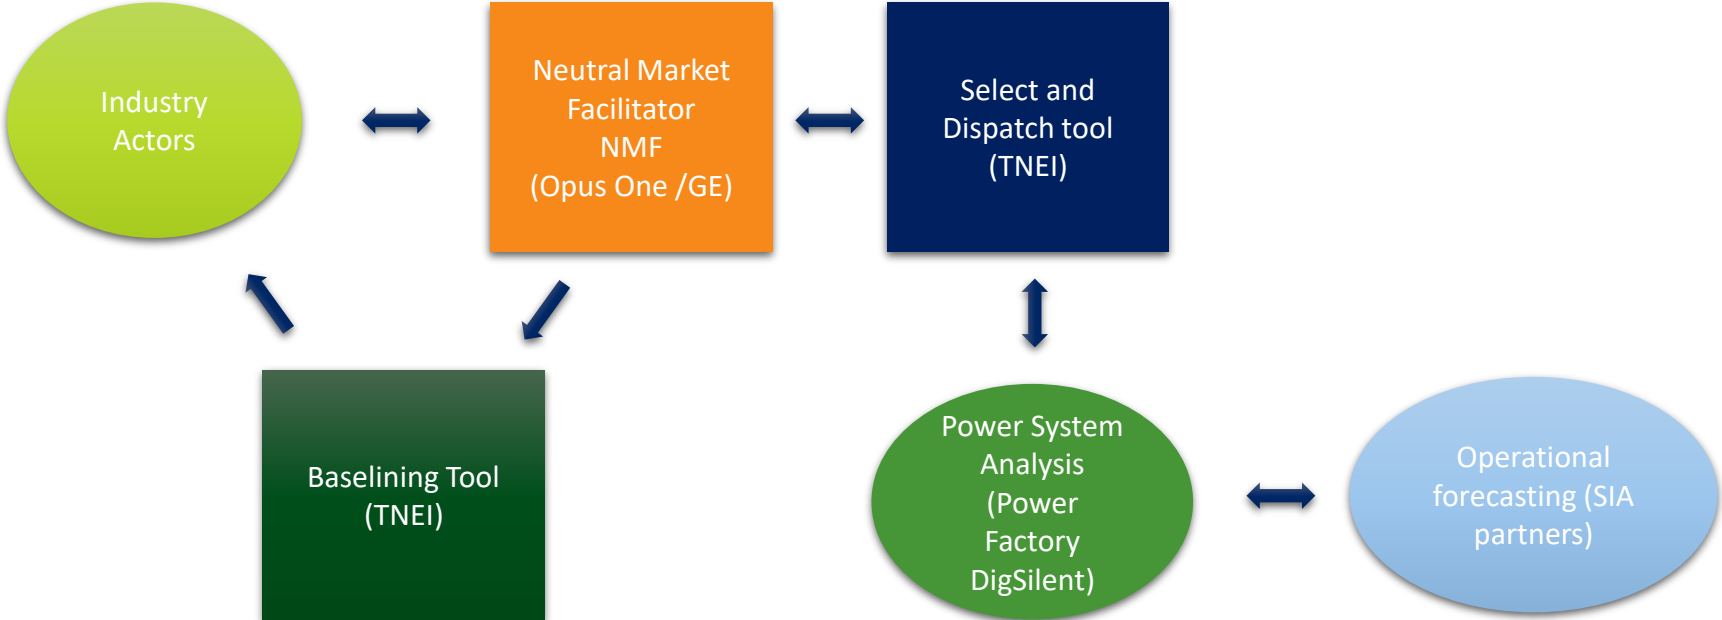 Industry
Actors
Neutral Market
Facilitator
NMF
(Opus One /GE)
Select and
Dispatch tool
(TNEI)
Baselining Tool
(TNEI)
Power System
Analysis
(Power
Factory
DigSilent)
Operational
forecasting (SIA
partners)